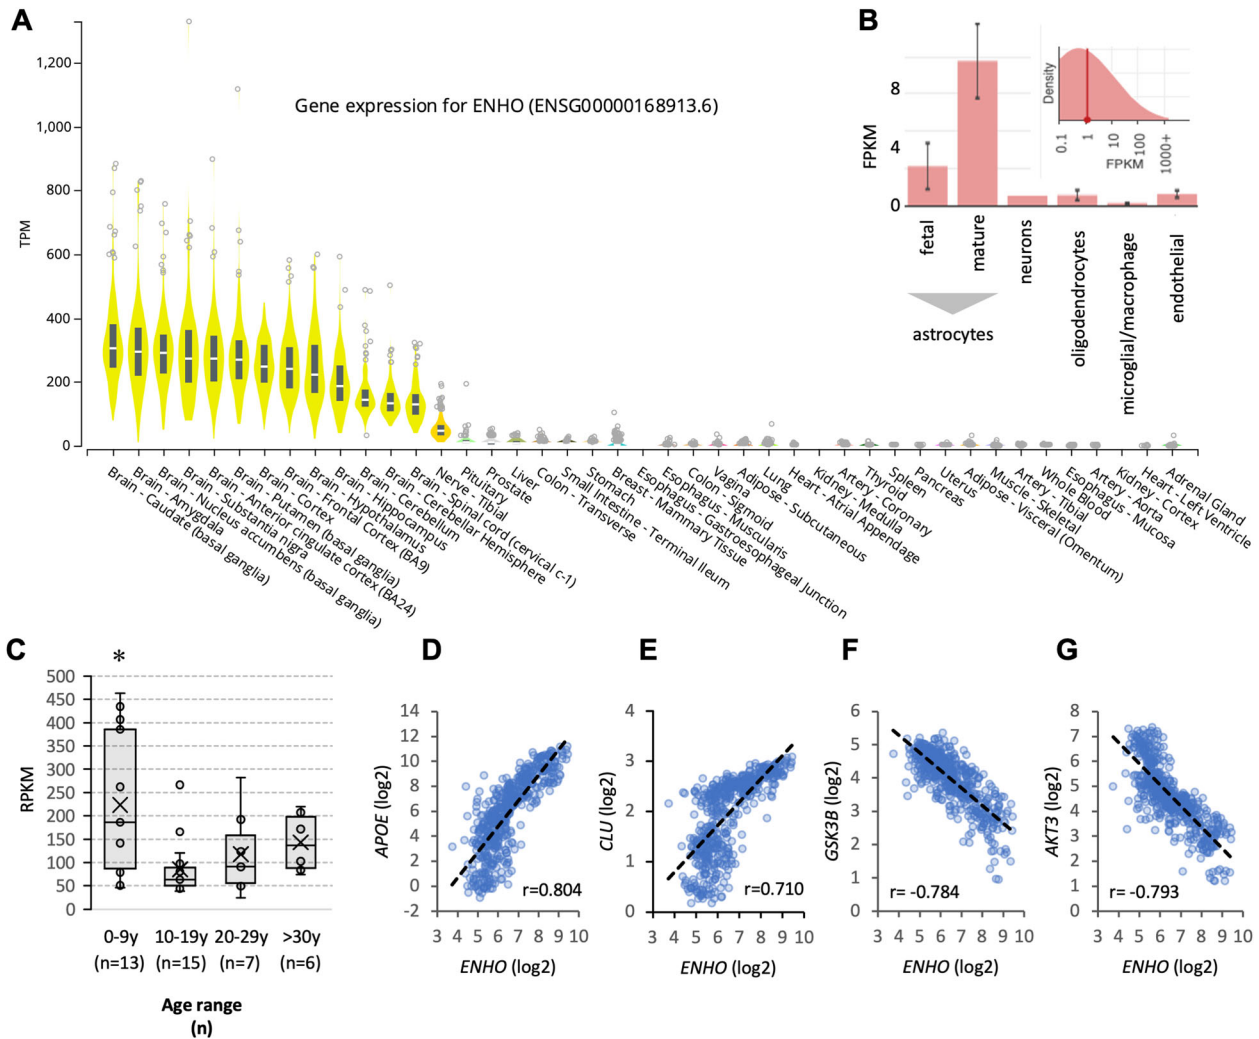 A
1,200
1,000
800
600
400
200
0
TPM
Gene expression for ENHO (ENSG00000168913.6)
Brain - Caudate (basal ganglia)
Brain - Amygdala
Brain - Nucleus accumbens (basal ganglia)
Brain - Substantia nigra
Brain - Anterior cingulate cortex (BA24)
Brain - Cortex
Brain - Putamen (basal ganglia)
Brain - Frontal Cortex (BA9)
Brain - Hypothalamus
Brain - Hippocampus
Brain - Cerebellum
Brain - Cerebellar Hemisphere
Brain - Spinal Cord (cervical c-1)
Nerve - Tibial
Pituitary
Prostate
Liver
Colon - Transverse
Small Intestine - Terminal Ileum
Stomach
Breast - Mammary Tissue
Esophagus - Gastroesophageal Junction
Esophagus - Muscularis
Colon - Sigmoid
Vagina
Adipose - Subcutaneous
Lung
Heart - Atrial Appendage
Kidney - Medulla
Artery - Coronary
Thyroid
Spleen
Pancreas
Uterus
Adipose - Visceral (Omentum)
Muscle - Skeletal
Artery - Tibial
Whole Blood
Esophagus - Mucosa
Artery - Aorta
Kidney - Cortex
Heart - Left Ventricle
Adrenal Gland
B
8
4
0
FPKM
fetal
mature
neurons
oligodendrocytes
microglial/macrophage
endothelial
astrocytes
Density
0.1
1
10
100
1000+
FPKM
C
*
500
450
400
350
300
250
200
150
100
50
0
RPKM
0-9y 10-19y 20-29y >30y
(n=13) (n=15) (n=7) (n=6)
Age range
(n)
D
14
12
10
8
6
4
2
0
-2
APOE (log2)
r=0.804
3 4 5 6 7 8 9 10
ENHO (log2)
E
4
3
2
1
0
CLU (log2)
r=0.710
3 4 5 6 7 8 9 10
ENHO (log2)
F
6
5
4
3
2
1
0
GSK3B (log2)
r= -0.784
3 4 5 6 7 8 9 10
ENHO (log2)
G
8
7
6
5
4
3
2
1
0
AKT3 (log2)
r= -0.793
3 4 5 6 7 8 9 10
ENHO (log2)